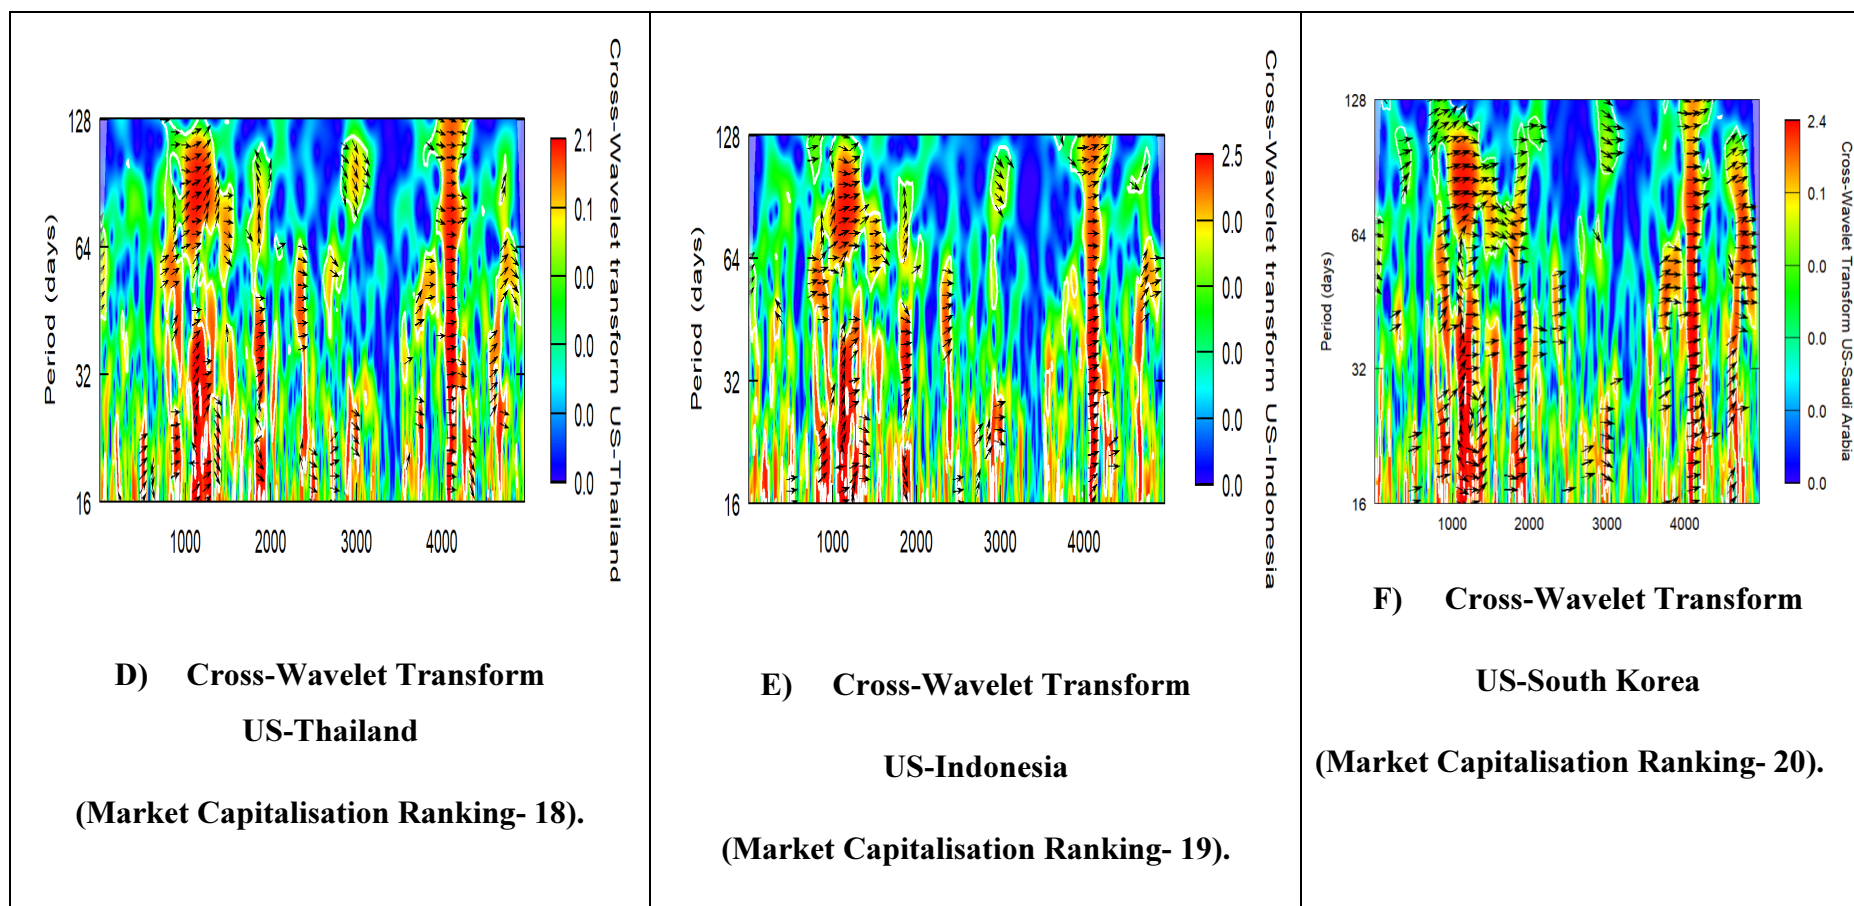 128
64
32
16
Period (days)
1000 2000 3000 4000
2.1
0.1
0.0
0.0
0.0
0.0
Cross-Wavelet transform US-Thailand
D) Cross-Wavelet Transform
US-Thailand
(Market Capitalisation Ranking- 18).
128
64
32
16
Period (days)
1000 2000 3000 4000
2.5
0.0
0.0
0.0
0.0
0.0
Cross-Wavelet transform US-Indonesia
E) Cross-Wavelet Transform
US-Indonesia
(Market Capitalisation Ranking- 19).
128
64
32
16
Period (days)
1000 2000 3000 4000
2.4
0.1
0.0
0.0
0.0
0.0
Cross-Wavelet Transform US-Saudi Arabia
F) Cross-Wavelet Transform
US-South Korea
(Market Capitalisation Ranking- 20).